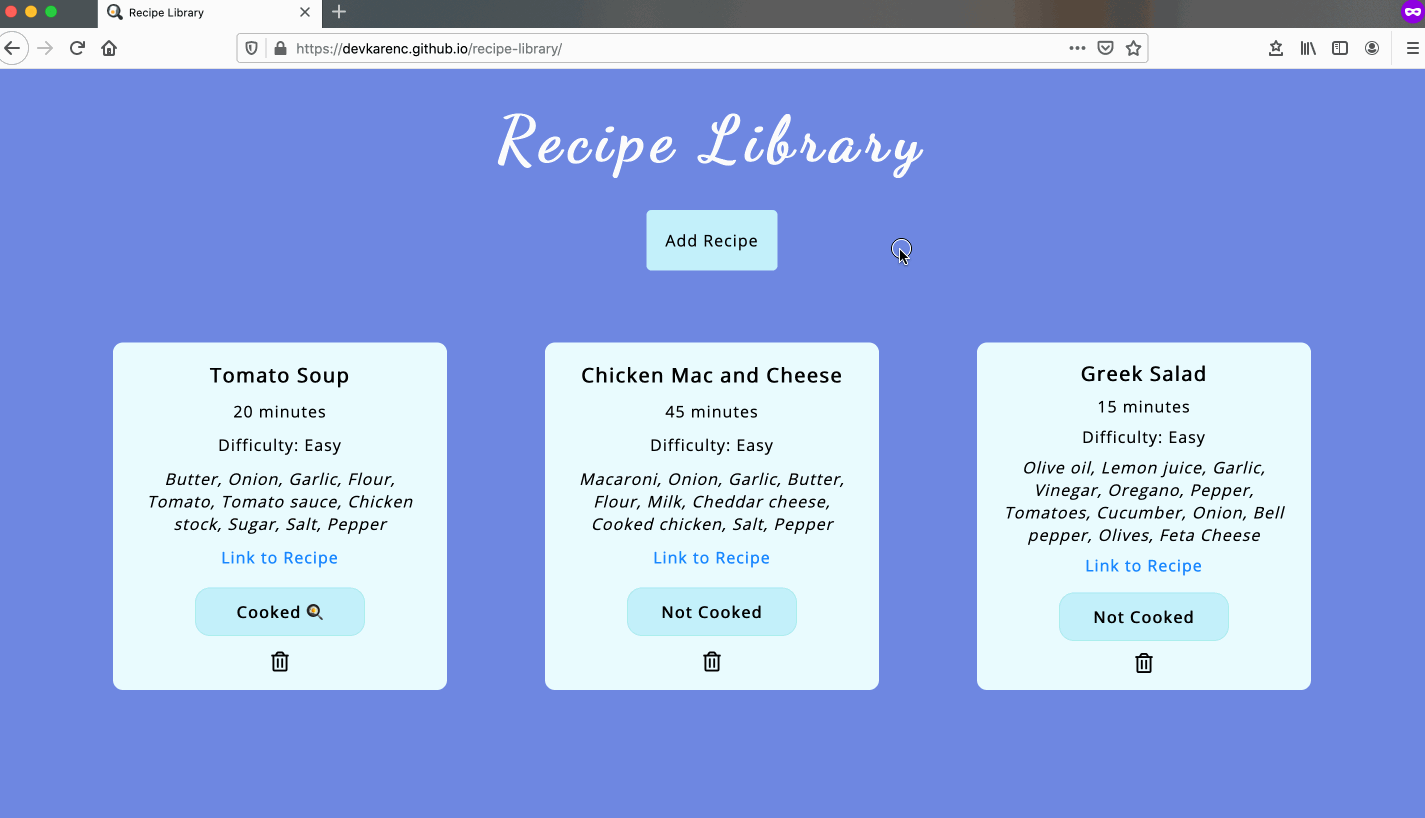 Recipe Library
https://devkarenc.github.io/recipe-library/
Recipe Library
Add Recipe
Tomato Soup
20 minutes
Difficulty: Easy
Butter, Onion, Garlic, Flour,
Tomato, Tomato sauce, Chicken
stock, Sugar, Salt, Pepper
Link to Recipe
Cooked
Chicken Mac and Cheese
45 minutes
Difficulty: Easy
Macaroni, Onion, Garlic, Butter,
Flour, Milk, Cheddar cheese,
Cooked chicken, Salt, Pepper
Link to Recipe
Not Cooked
Greek Salad
15 minutes
Difficulty: Easy
Olive oil, Lemon juice, Garlic,
Vinegar, Oregano, Pepper,
Tomatoes, Cucumber, Onion, Bell
pepper, Olives, Feta Cheese
Link to Recipe
Not Cooked